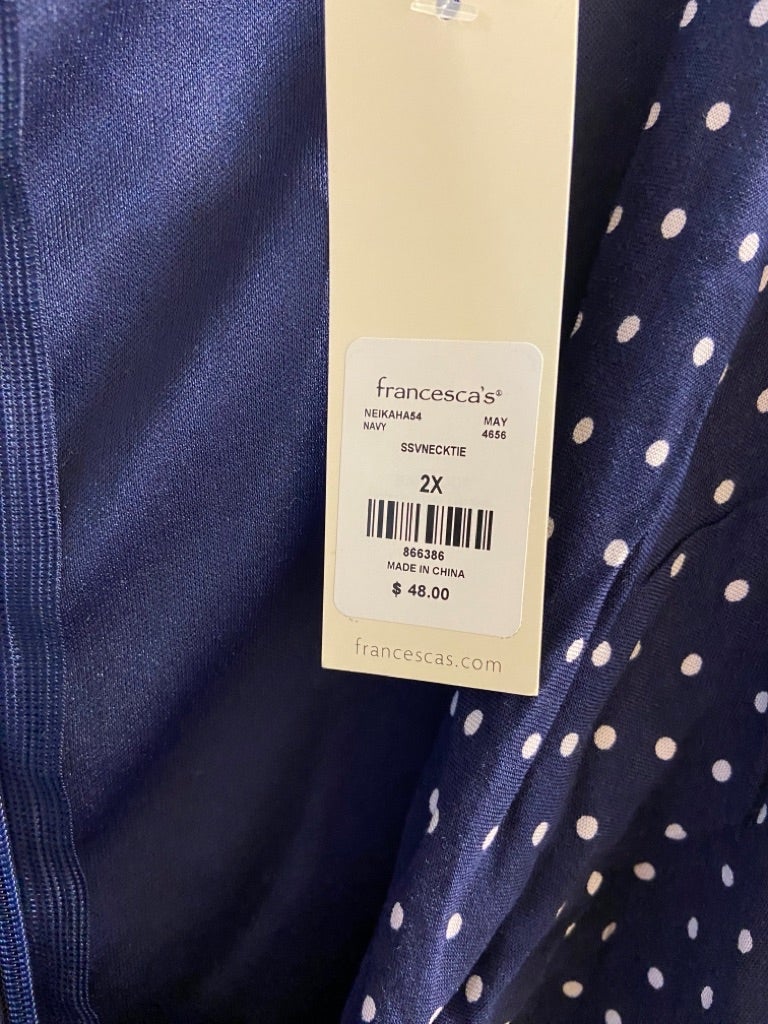 francesca's®
NEIKAHA54 MAY
NAVY 4656
SSVNECKTIE
2X
866386
MADE IN CHINA
$ 48.00
francescas.com